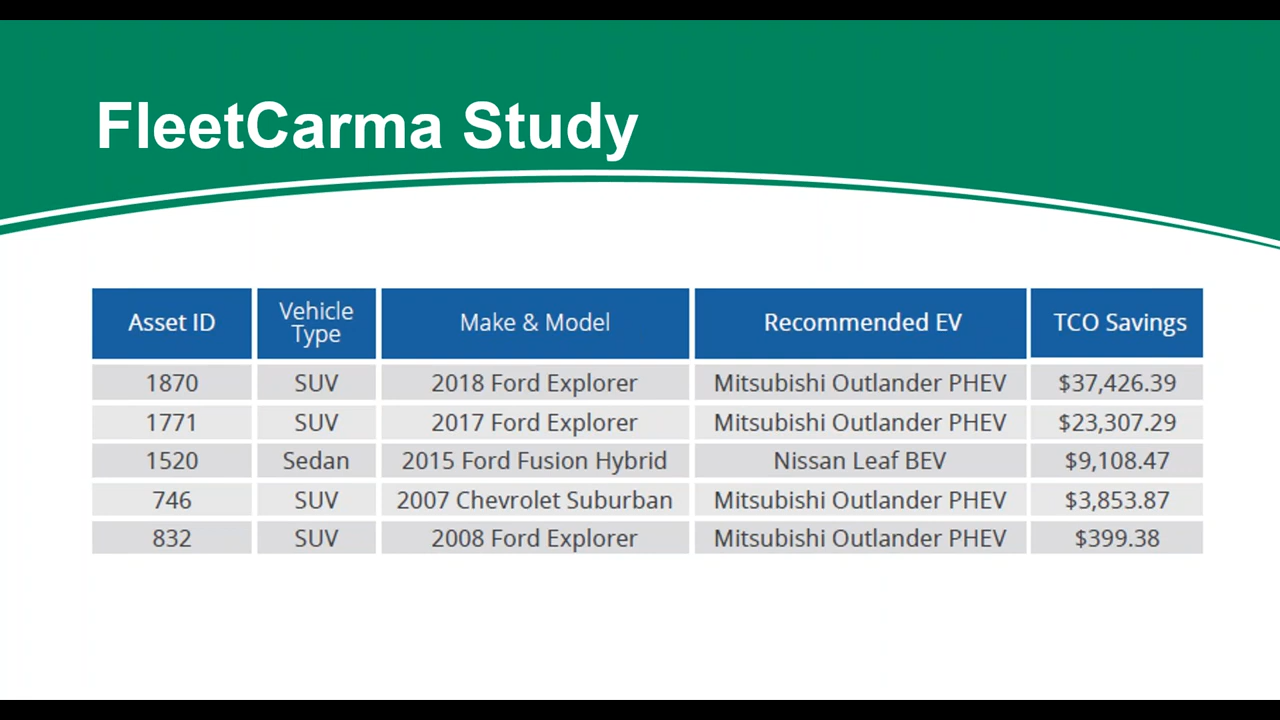 FleetCarma Study
Asset ID Vehicle Type Make & Model Recommended EV TCO Savings
1870 SUV 2018 Ford Explorer Mitsubishi Outlander PHEV $37,426.39
1771 SUV 2017 Ford Explorer Mitsubishi Outlander PHEV $23,307.29
1520 Sedan 2015 Ford Fusion Hybrid Nissan Leaf BEV $9,108.47
746 SUV 2007 Chevrolet Suburban Mitsubishi Outlander PHEV $3,853.87
832 SUV 2008 Ford Explorer Mitsubishi Outlander PHEV $399.38